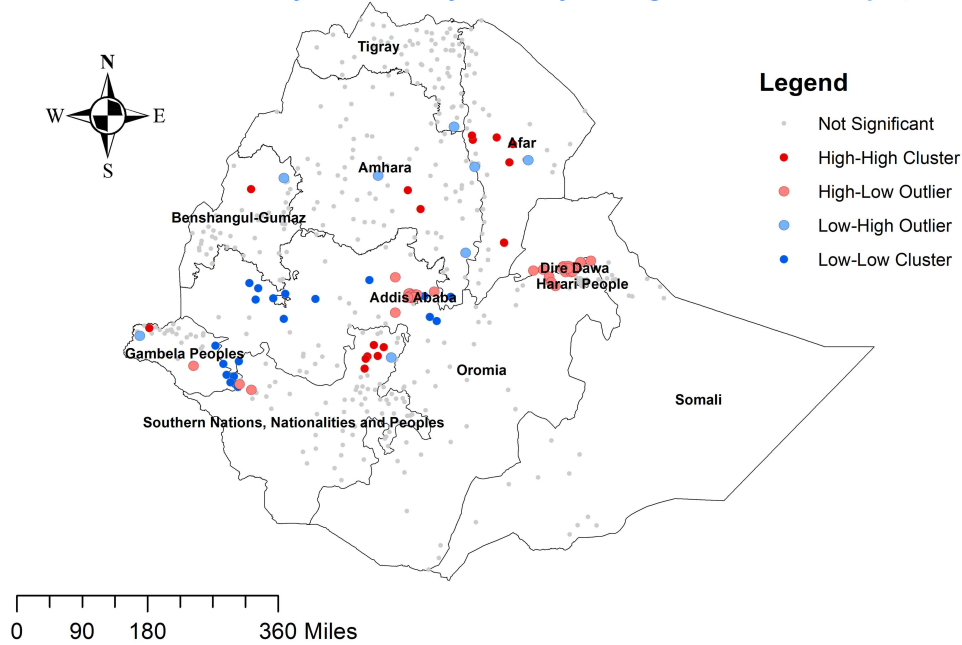 Tigray
N
W
E
S
Legend
Not Significant
High-High Cluster
High-Low Outlier
Low-High Outlier
Low-Low Cluster
Afar
Amhara
Benshangul-Gumaz
Dire Dawa
Harari People
Addis Ababa
Gambela Peoples
Oromia
Somali
Southern Nations, Nationalities and Peoples
0 90 180 360 Miles